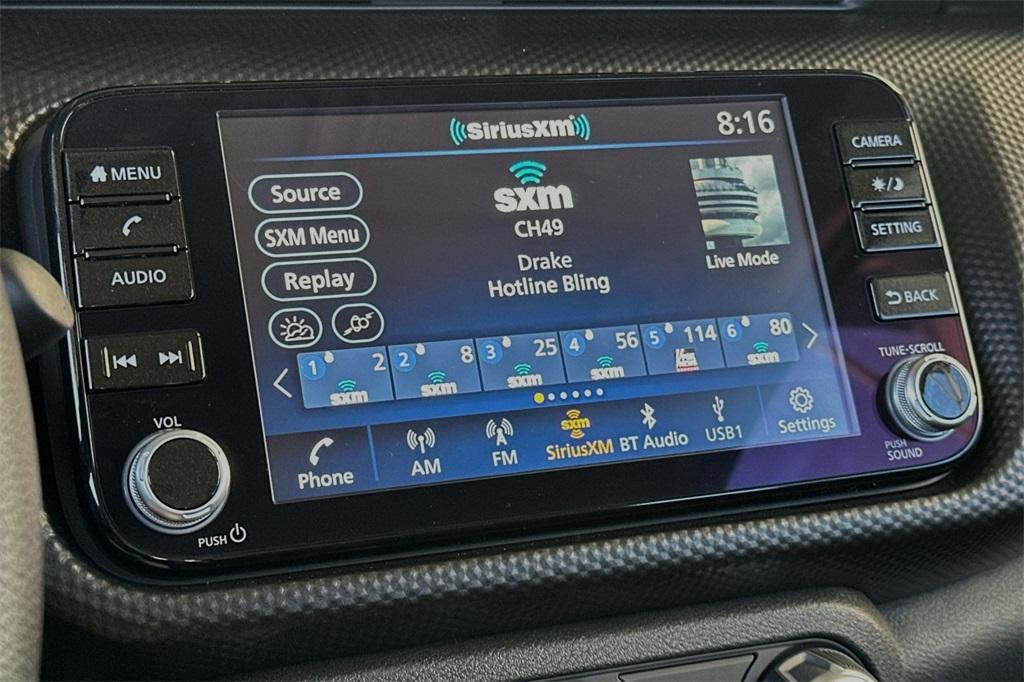 SiriusXM
8:16
MENU
AUDIO
VOL
PUSH
Source
SXM Menu
Replay
sxm
CH49
Drake
Hotline Bling
Live Mode
1 2 sxm
2 8 sxm
3 25 sxm
4 56 sxm
5 114
6 80 sxm
Phone
AM
FM
sxm
SiriusXM
BT Audio
USB1
Settings
CAMERA
SETTING
BACK
TUNE·SCROLL
PUSH
SOUND